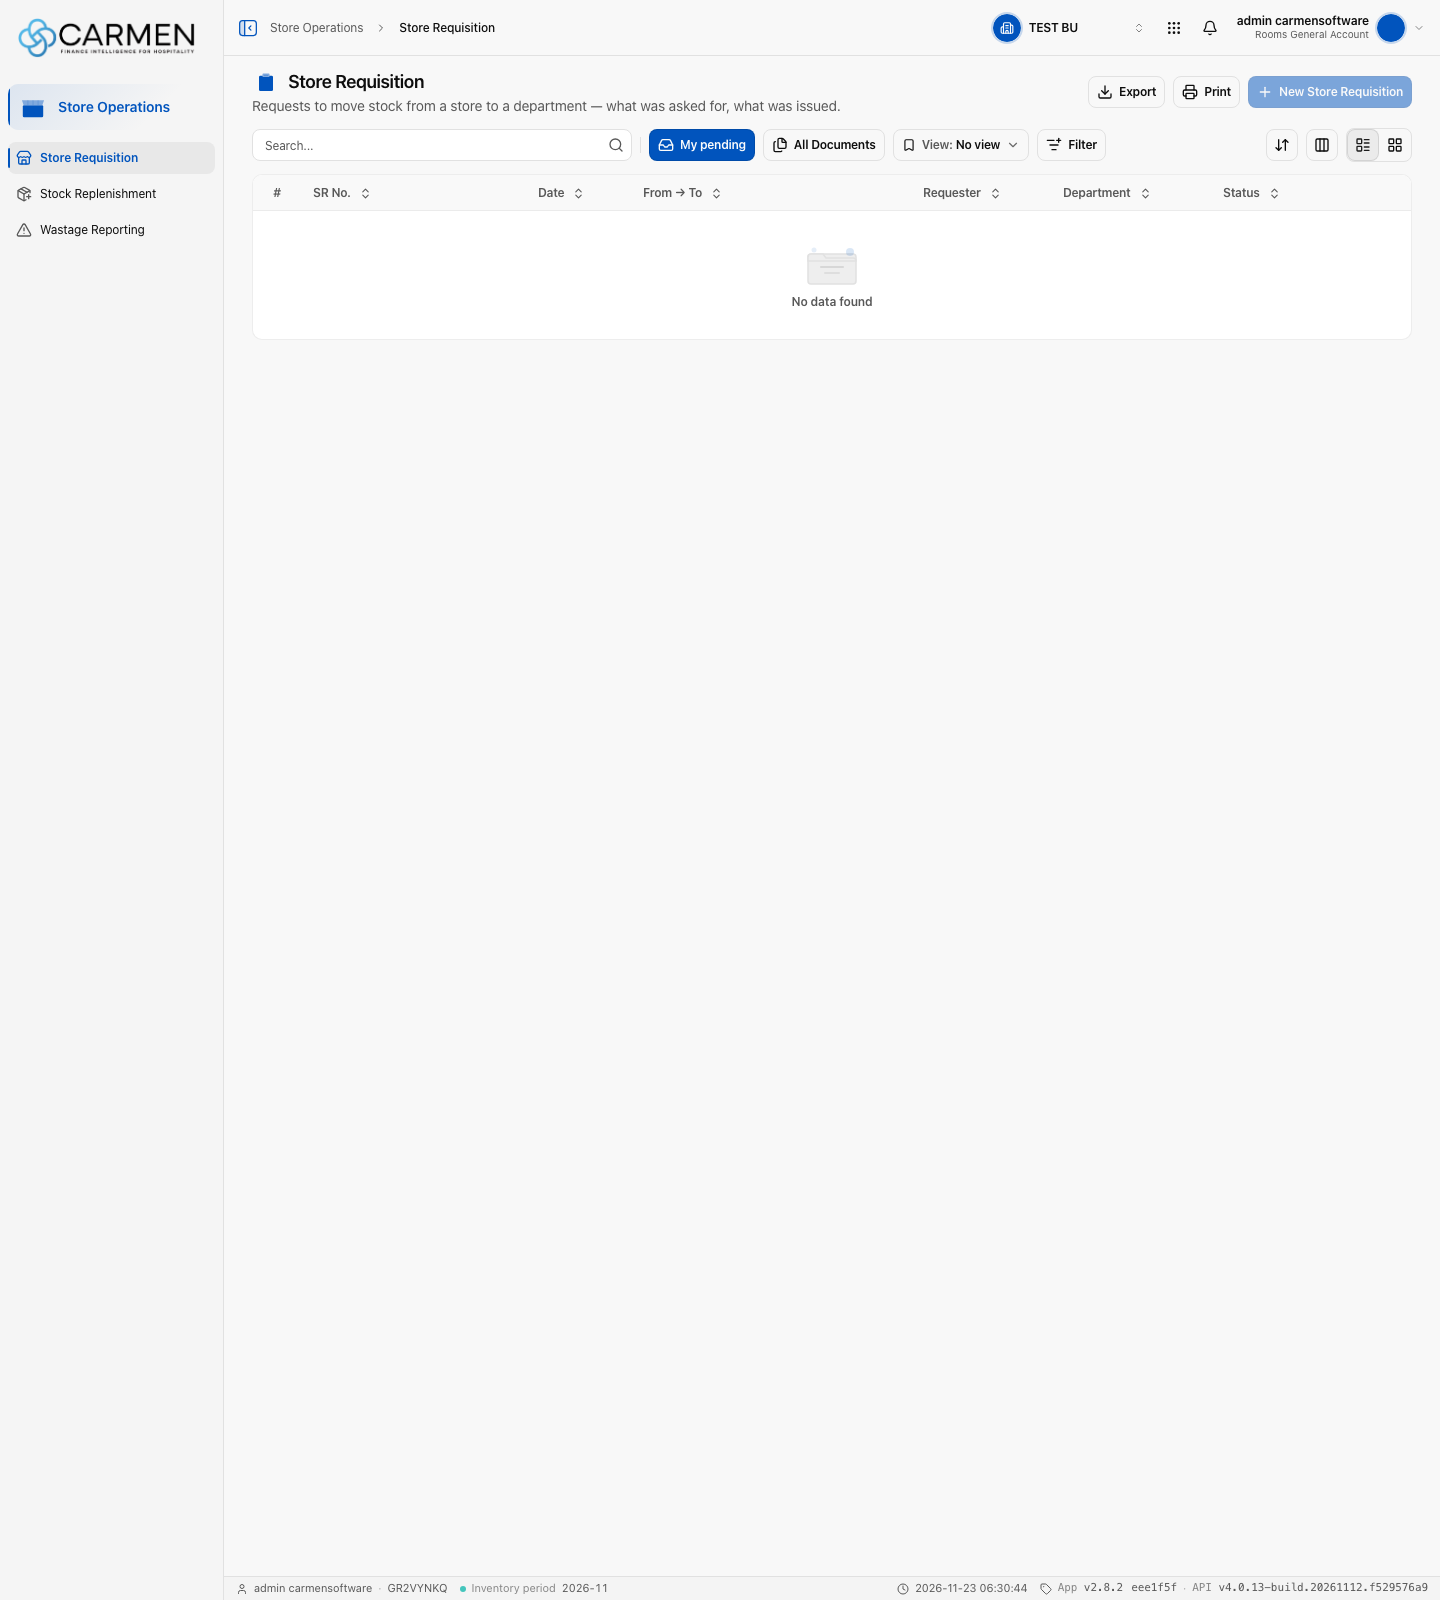 CARMEN
FINANCE INTELLIGENCE FOR HOSPITALITY
Store Operations
Store Requisition
Stock Replenishment
Wastage Reporting
Store Operations > Store Requisition
TEST BU
admin carmensoftware
Rooms General Account
Store Requisition
Requests to move stock from a store to a department — what was asked for, what was issued.
Export
Print
+ New Store Requisition
Search...
My pending
All Documents
View: No view
Filter
# SR No. Date From → To Requester Department Status
No data found
admin carmensoftware · GR2VYNKQ Inventory period 2026-11
2026-11-23 06:30:44 App v2.8.2 eee1f5f · API v4.0.13-build.20261112.f529576a9